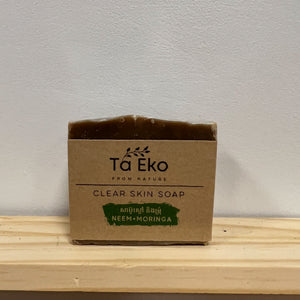 Ta Eko
FROM NATURE
CLEAR SKIN SOAP
NEEM•MORINGA